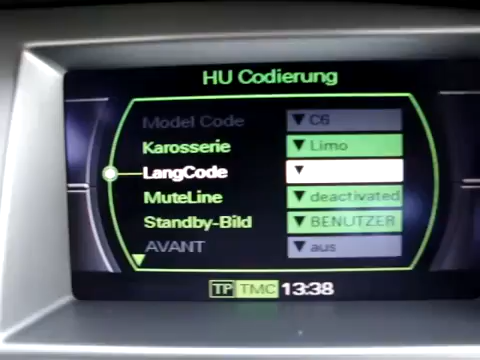 HU Codierung
Model Code ▼ C6
Karosserie ▼ Limo
LangCode ▼
MuteLine ▼ deactivated
Standby-Bild ▼ BENUTZER
AVANT ▼ aus
TP TMC 13:38